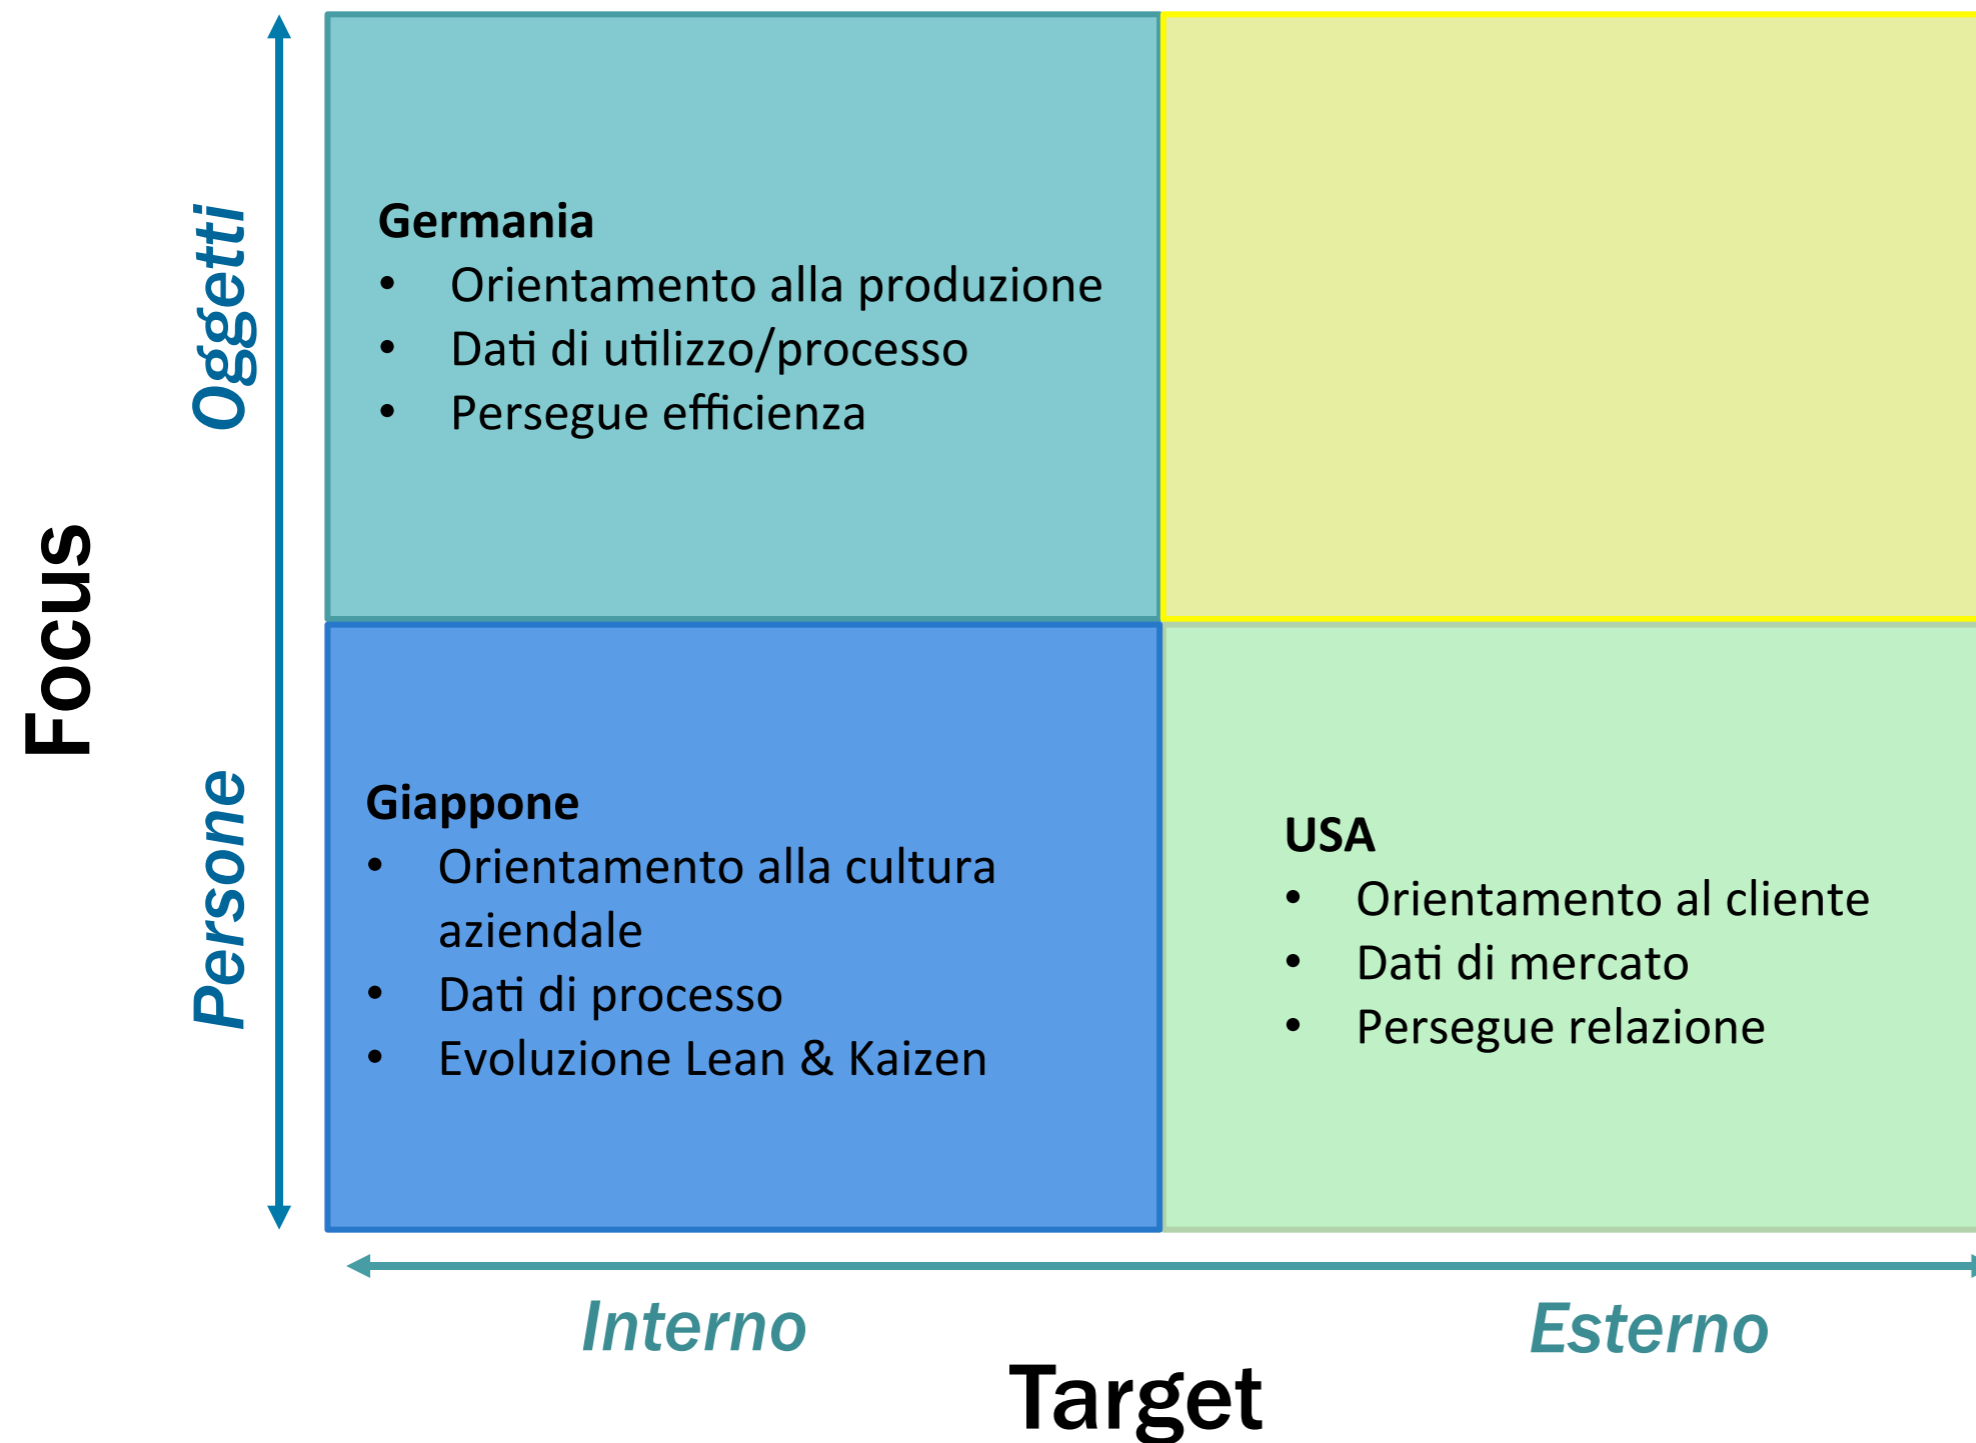 Focus
Oggetti
Persone
Germania
• Orientamento alla produzione
• Dati di utilizzo/processo
• Persegue efficienza
Giappone
• Orientamento alla cultura
aziendale
• Dati di processo
• Evoluzione Lean & Kaizen
USA
• Orientamento al cliente
• Dati di mercato
• Persegue relazione
Interno
Esterno
Target